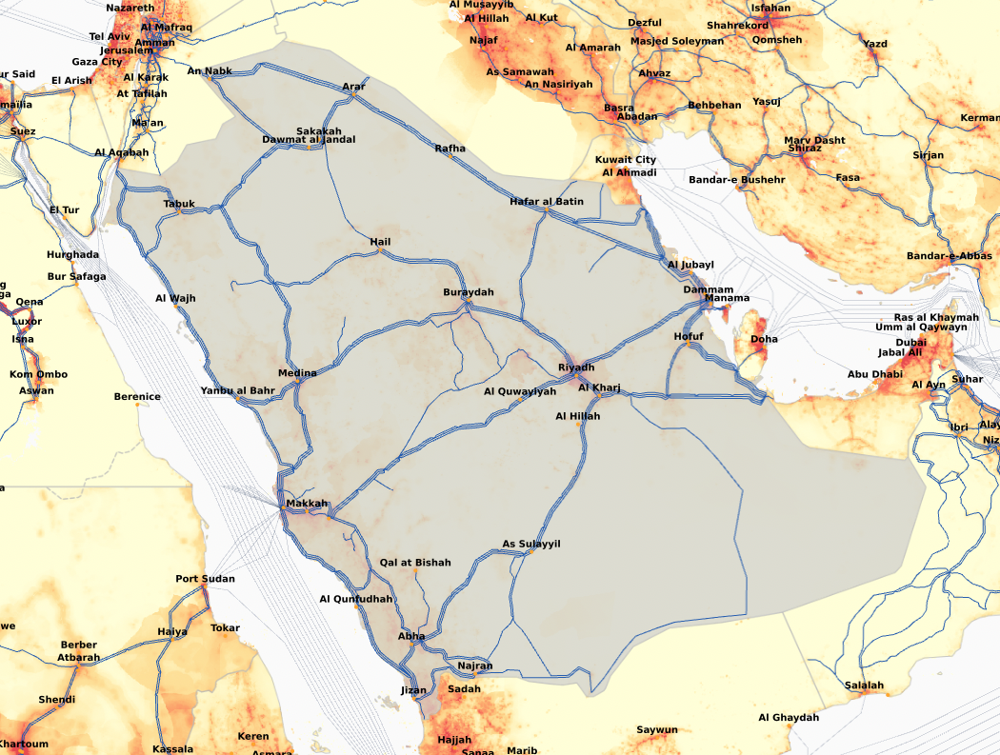 Nazareth
Al Musayyib
Isfahan
Al Hillah
Al Kut
Dezful
Shahrekord
Al Mafraq
Tel Aviv
Amman
Najaf
Al Amarah
Masjed Soleyman
Qomsheh
Yazd
Jerusalem
Gaza City
An Nabk
As Samawah
Ahvaz
ur Said
El Arish
Al Karak
Arar
An Nasiriyah
At Tafilah
maïlia
Basra
Behbehan
Yasuj
Abadan
Kerman
Ma'an
Suez
Sakakah
Dawmat al Jandal
Marv Dasht
Shiraz
Rafha
Al Aqabah
Kuwait City
Sirjan
Al Ahmadi
Bandar-e Bushehr
Fasa
Tabuk
Hafar al Batin
El Tur
Hail
Hurghada
Al Jubayl
Bandar-e-Abbas
Bur Safaga
g
ga
Qena
Al Wajh
Buraydah
Dammam
Manama
Luxor
Ras al Khaymah
Umm al Qaywayn
Isna
Hofuf
Doha
Dubai
Jabal Ali
Kom Ombo
Medina
Riyadh
Abu Dhabi
Aswan
Berenice
Yanbu al Bahr
Al Quwayiyah
Al Kharj
Al Ayn
Suhar
Al Hillah
Ibri
Alay
Niz
a
Makkah
As Sulayyil
Qal at Bishah
Port Sudan
Al Qunfudhah
we
Haiya
Tokar
Abha
Berber
Atbarah
Najran
Jizan
Sadah
Salalah
Shendi
Al Ghaydah
Khartoum
Keren
Hajjah
Saywun
Kassala
Asmara
Sanaa
Marib